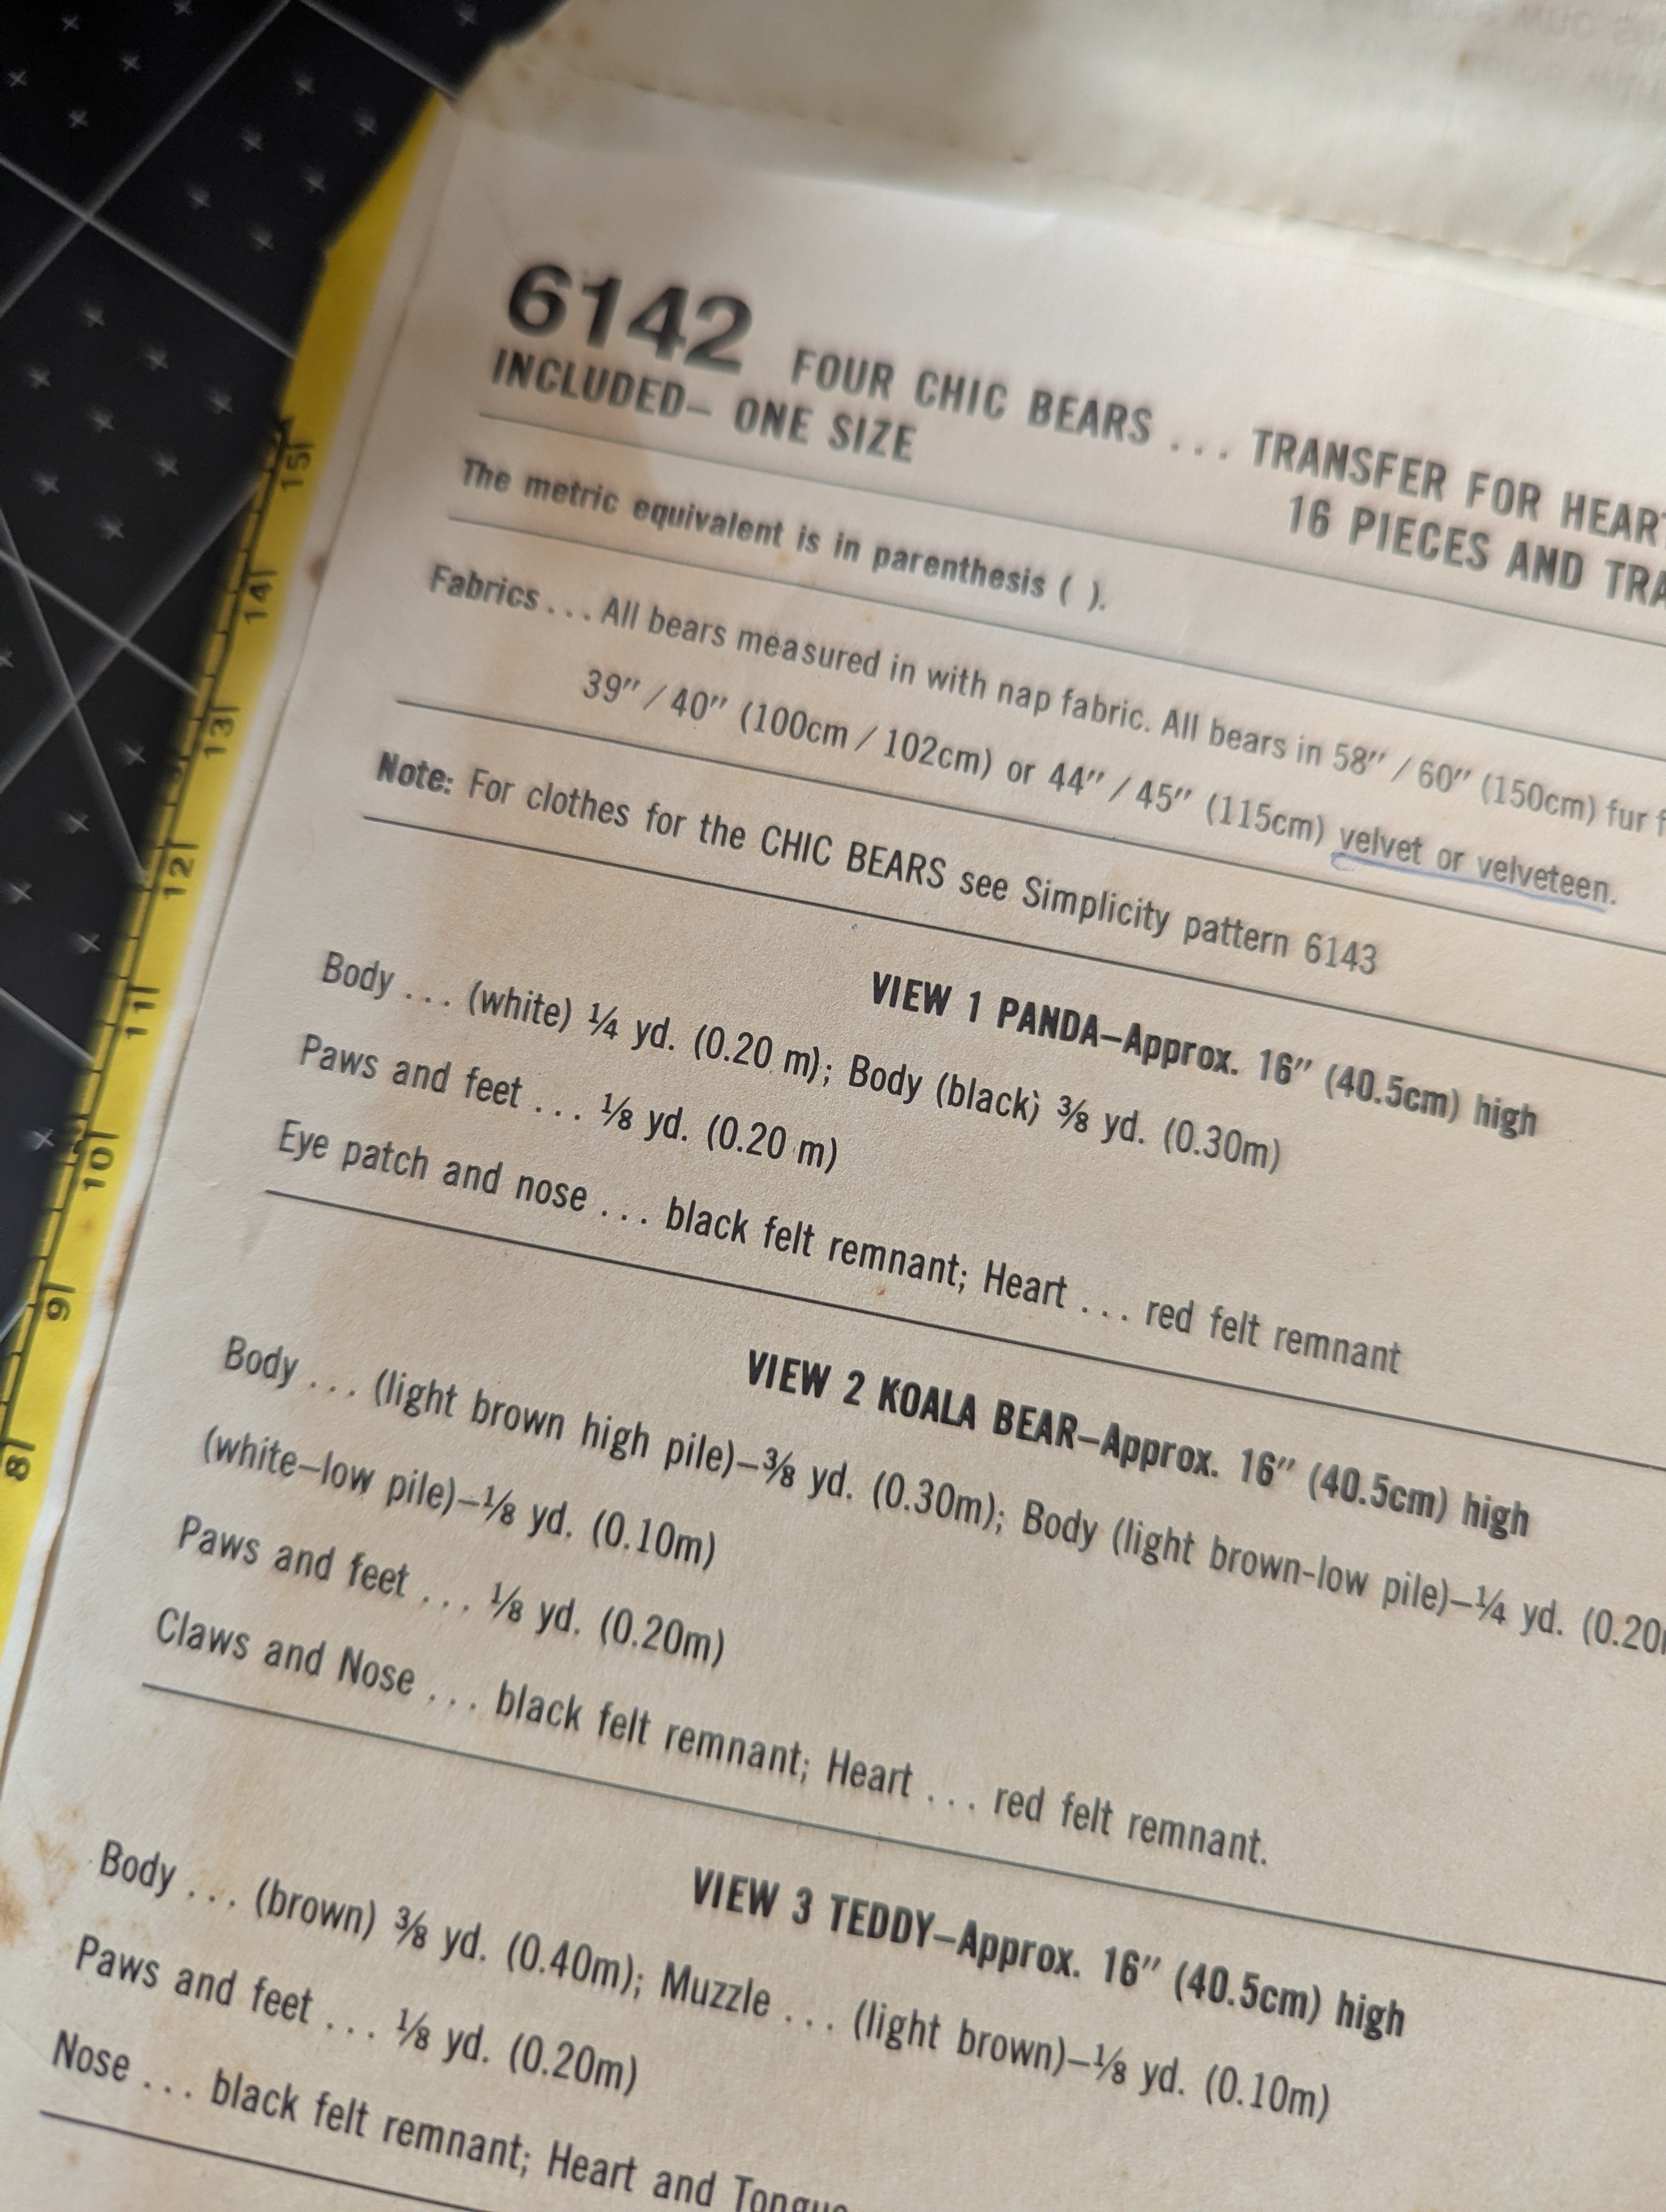 6142 FOUR CHIC BEARS . . . TRANSFER FOR
INCLUDED– ONE SIZE
16 PIECES AND
The metric equivalent is in parenthesis ( ).
Fabrics . . . All bears measured in with nap fabric. All bears in 58″ / 60″ (150cm) fur
39″ / 40″ (100cm / 102cm) or 44″ / 45″ (115cm) velvet or velveteen.
Note: For clothes for the CHIC BEARS see Simplicity pattern 6143
VIEW 1 PANDA–Approx. 16″ (40.5cm) high
Body . . . (white) ¼ yd. (0.20 m); Body (black) ⅜ yd. (0.30m)
Paws and feet . . . ⅛ yd. (0.20 m)
Eye patch and nose . . . black felt remnant; Heart . . . red felt remnant
VIEW 2 KOALA BEAR–Approx. 16″ (40.5cm) high
Body . . . (light brown high pile)–⅜ yd. (0.30m); Body (light brown-low pile)–¼ yd. (0.20
(white–low pile)–⅛ yd. (0.10m)
Paws and feet . . . ⅛ yd. (0.20m)
Claws and Nose . . . black felt remnant; Heart . . . red felt remnant.
VIEW 3 TEDDY–Approx. 16″ (40.5cm) high
Body . . . (brown) ⅜ yd. (0.40m); Muzzle . . . (light brown)–⅛ yd. (0.10m)
Paws and feet . . . ⅛ yd. (0.20m)
Nose . . . black felt remnant; Heart and Tongue
15
14
13
12
11
10
9
8